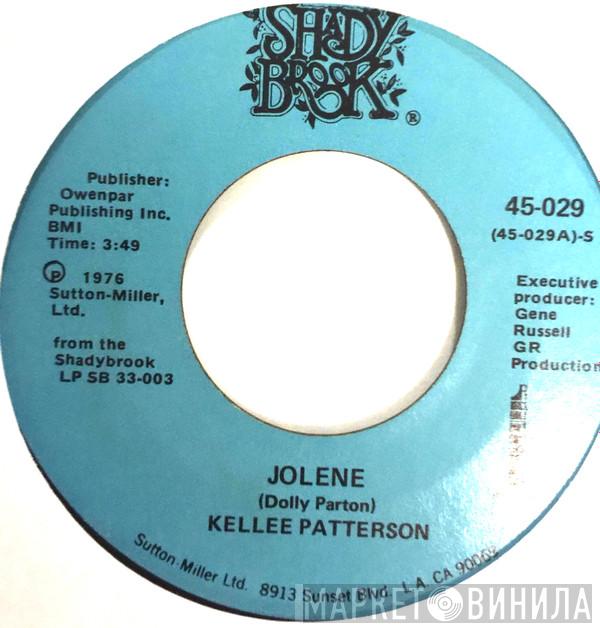 SHADY
BROOK
®
Publisher:
Owenpar
Publishing Inc.
BMI
Time: 3:49
℗ 1976
Sutton-Miller,
Ltd.
from the
Shadybrook
LP SB 33-003
45-029
(45-029A)-S
Executive
producer:
Gene
Russell
GR
Production
JOLENE
(Dolly Parton)
KELLEE PATTERSON
Sutton-Miller Ltd. 8913 Sunset Blvd. L.A. CA 90069
МАРКЕТ ВИНИЛА